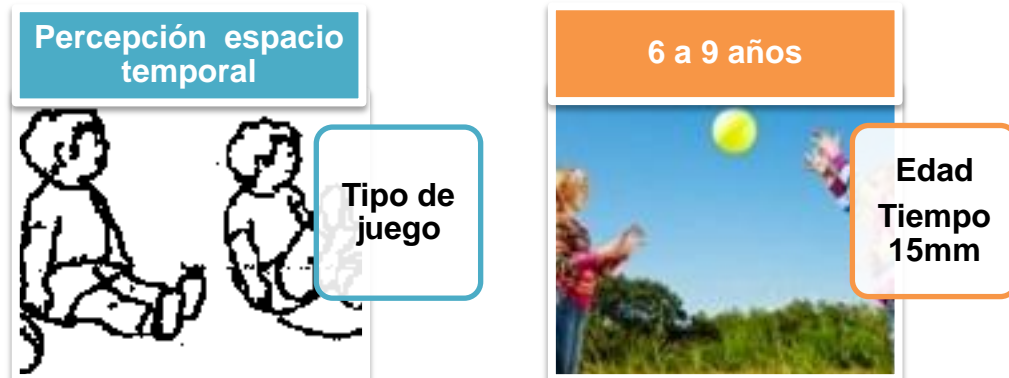 Percepción espacio
temporal
Tipo de
juego
6 a 9 años
Edad
Tiempo
15mm